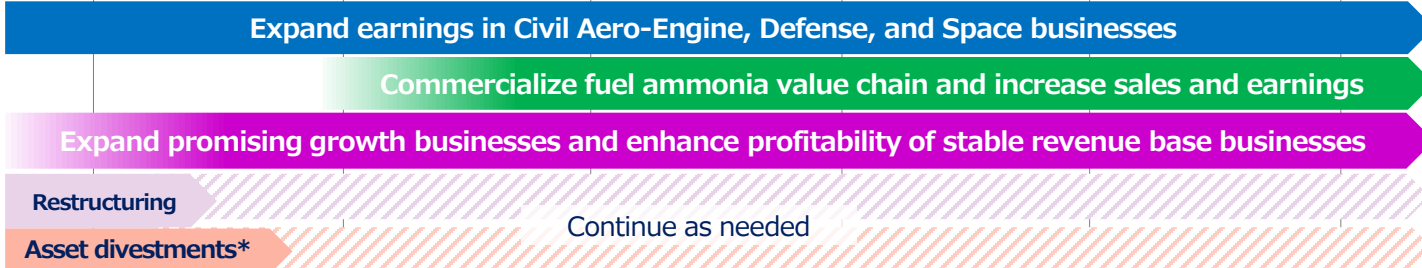 Expand earnings in Civil Aero-Engine, Defense, and Space businesses
Commercialize fuel ammonia value chain and increase sales and earnings
Expand promising growth businesses and enhance profitability of stable revenue base businesses
Restructuring
Continue as needed
Asset divestments*